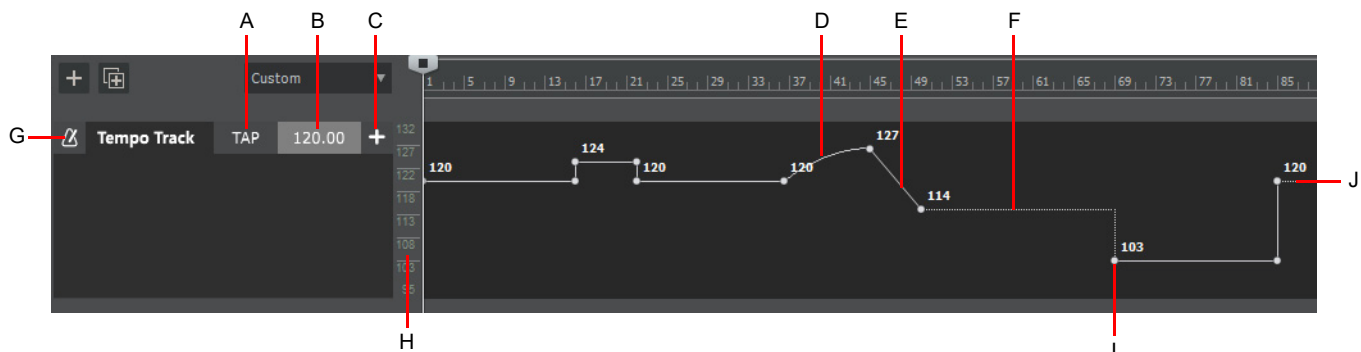 A B C D E F
Custom
1 5 9 13 17 21 25 29 33 37 41 45 49 53 57 61 65 69 73 77 81 85
G Tempo Track TAP 120.00
132
127
122
118
113
108
103
95
120 124 120 120 127 114 103 120
J
H I